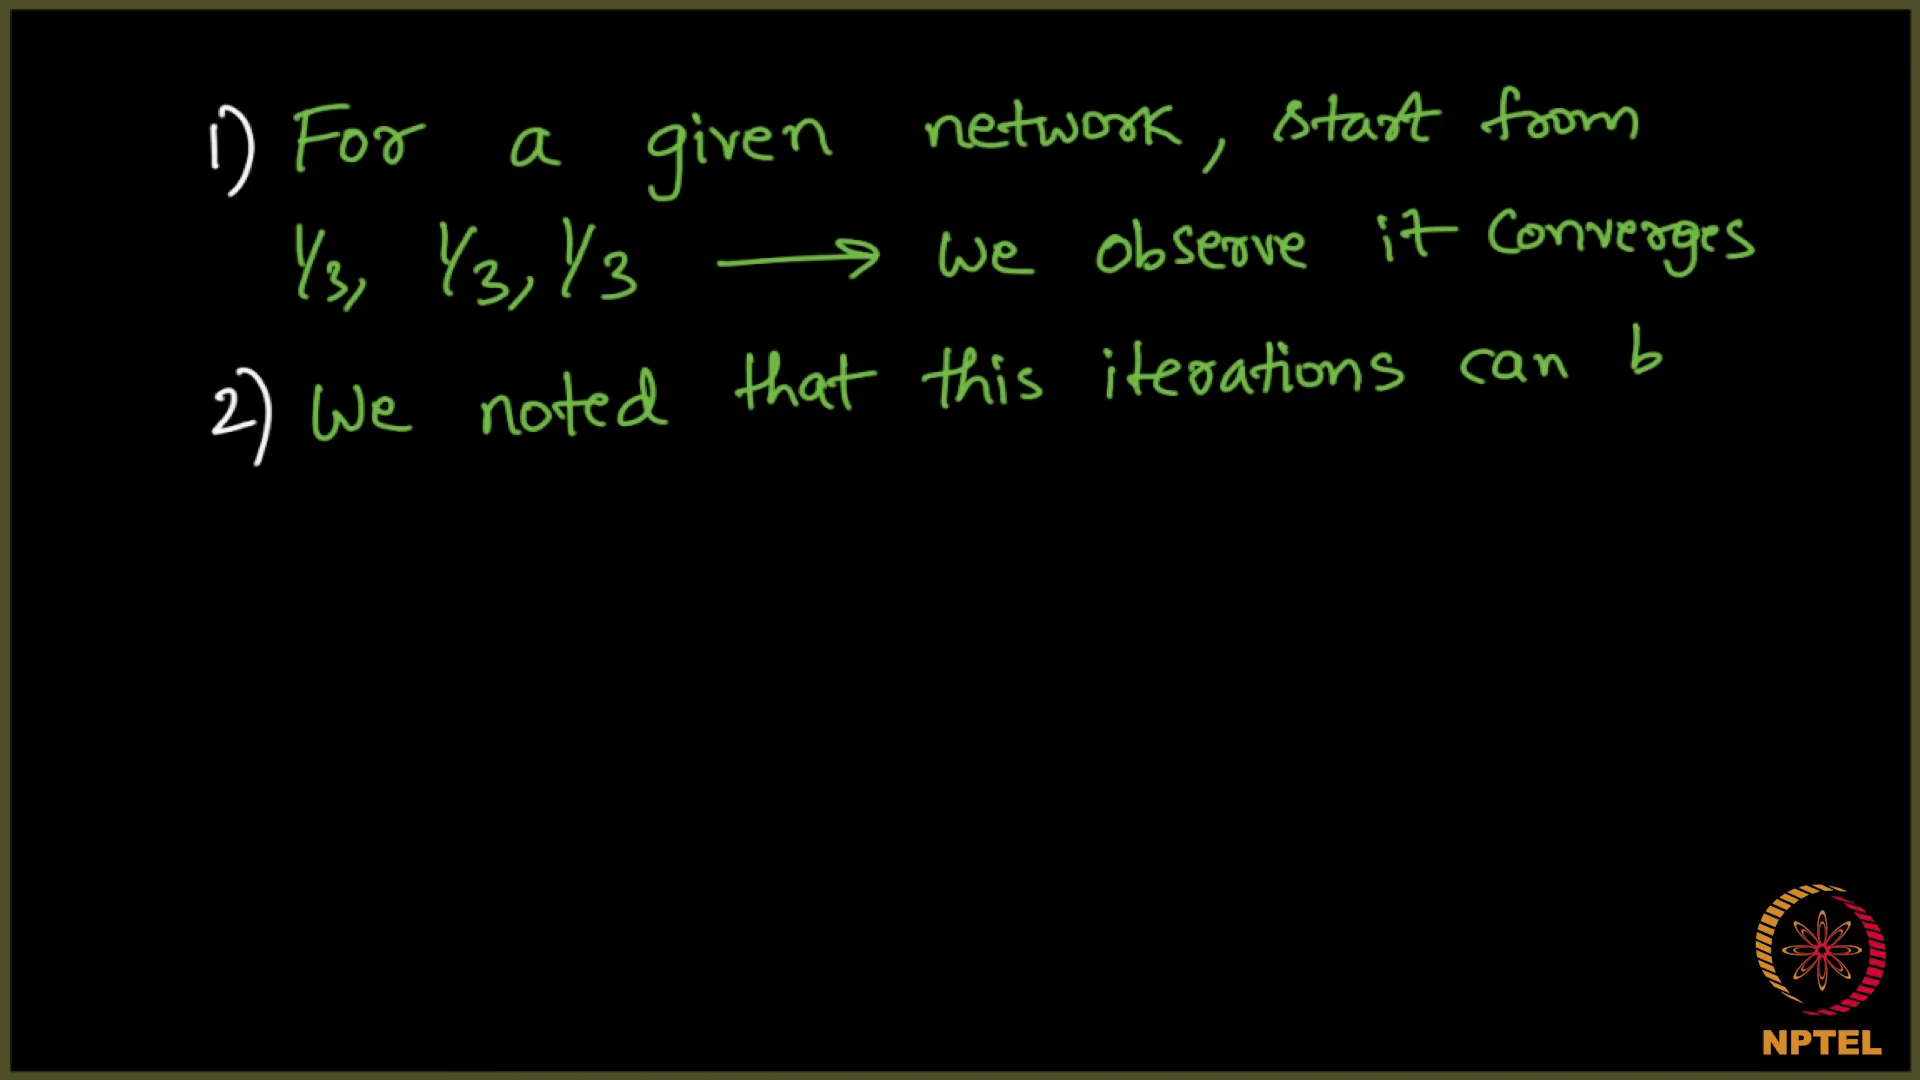 1) For a given network, start from
1/3, 1/3, 1/3 → we observe it converges
2) We noted that this iterations can b
NPTEL